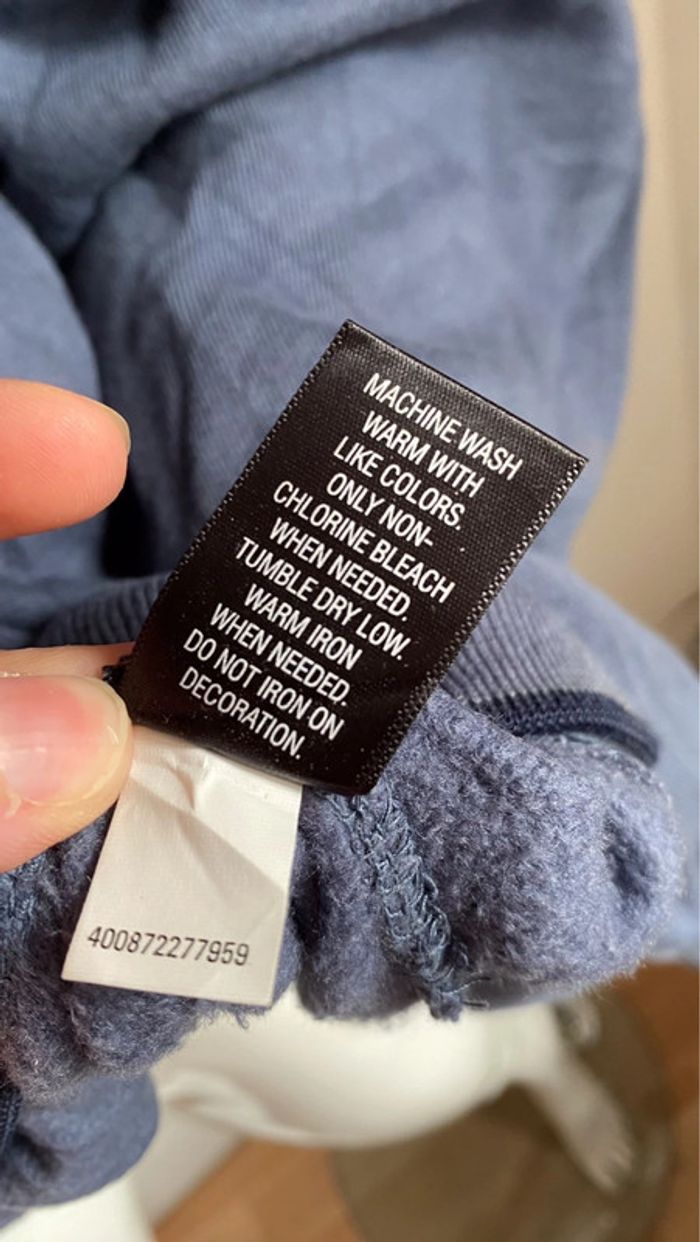 MACHINE WASH
WARM WITH
LIKE COLORS.
ONLY NON-
CHLORINE BLEACH
WHEN NEEDED.
TUMBLE DRY LOW.
WARM IRON
WHEN NEEDED.
DO NOT IRON ON
DECORATION.
400872277959